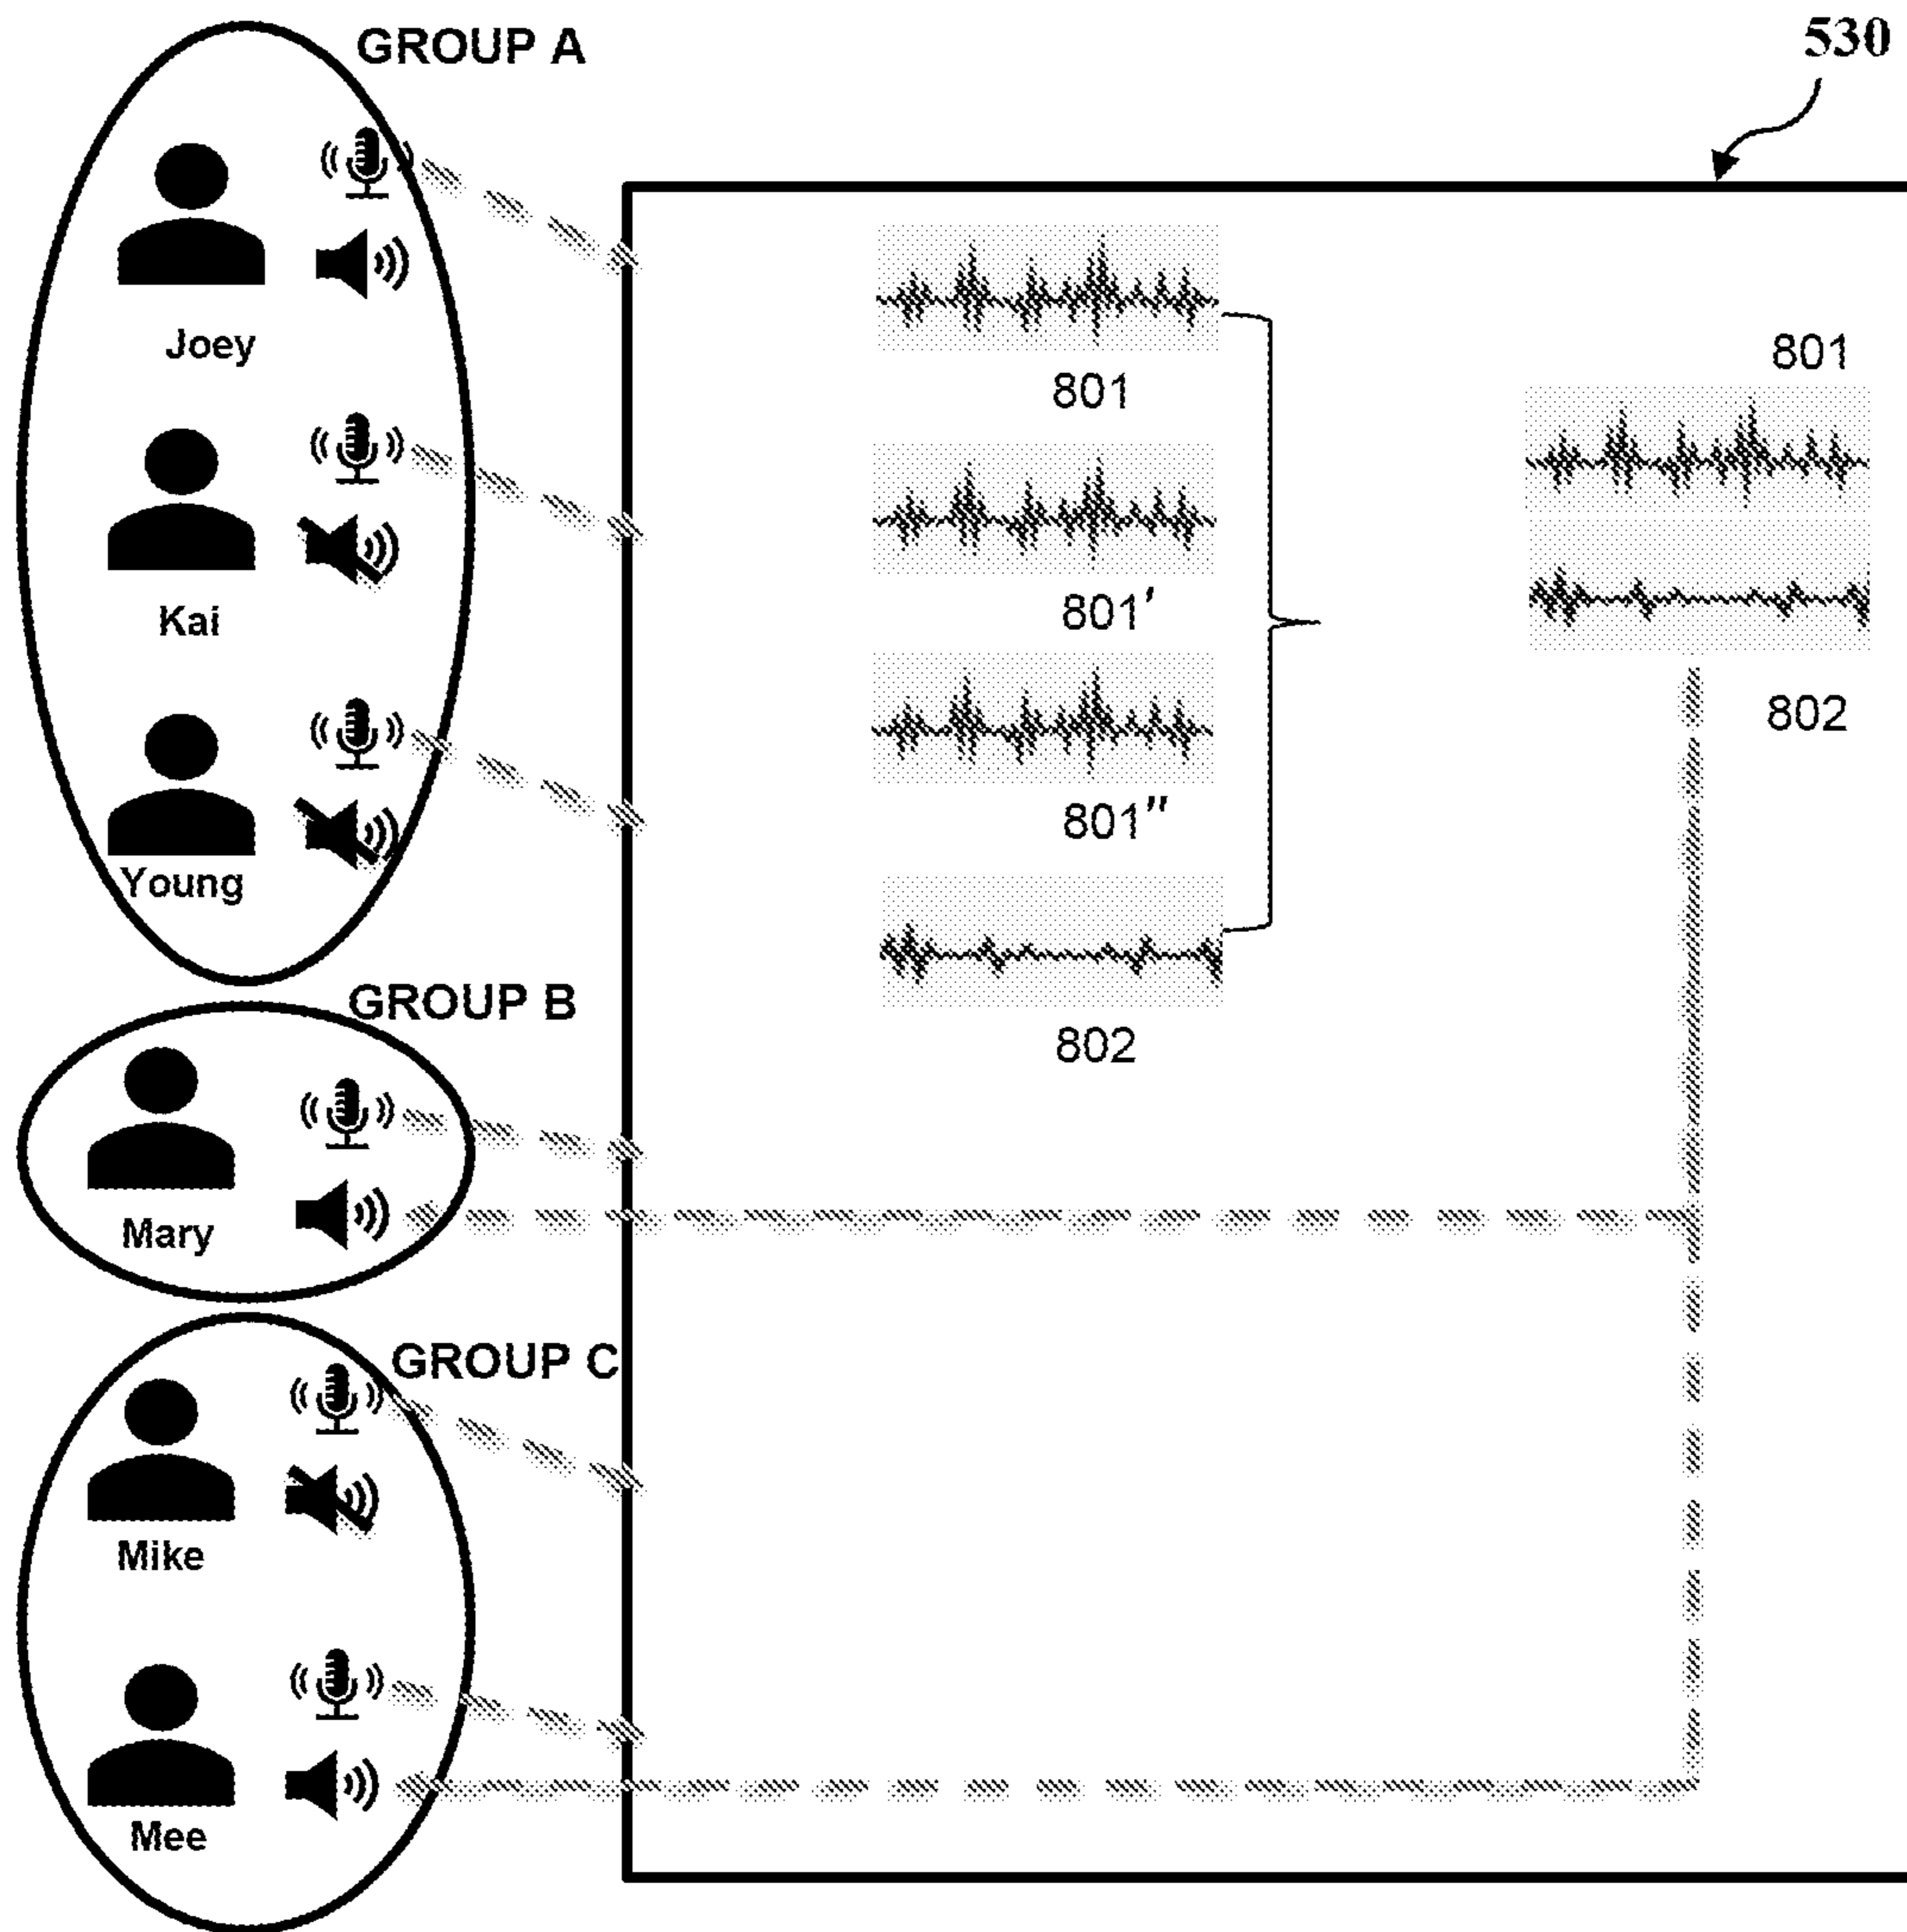 GROUP A
530
Joey
801
801
Kai
801'
802
801"
Young
GROUP B
802
Mary
GROUP C
Mike
Mee